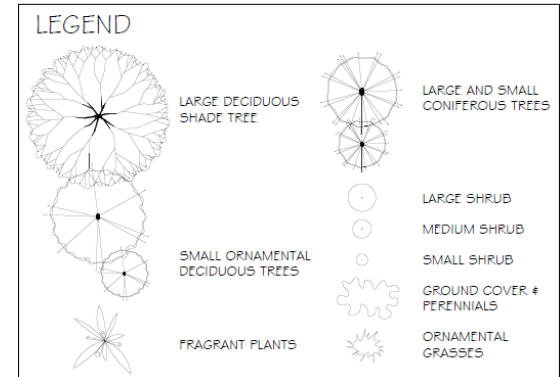 LEGEND
LARGE DECIDUOUS
SHADE TREE
SMALL ORNAMENTAL
DECIDUOUS TREES
FRAGRANT PLANTS
LARGE AND SMALL
CONIFEROUS TREES
LARGE SHRUB
MEDIUM SHRUB
SMALL SHRUB
GROUND COVER &
PERENNIALS
ORNAMENTAL
GRASSES